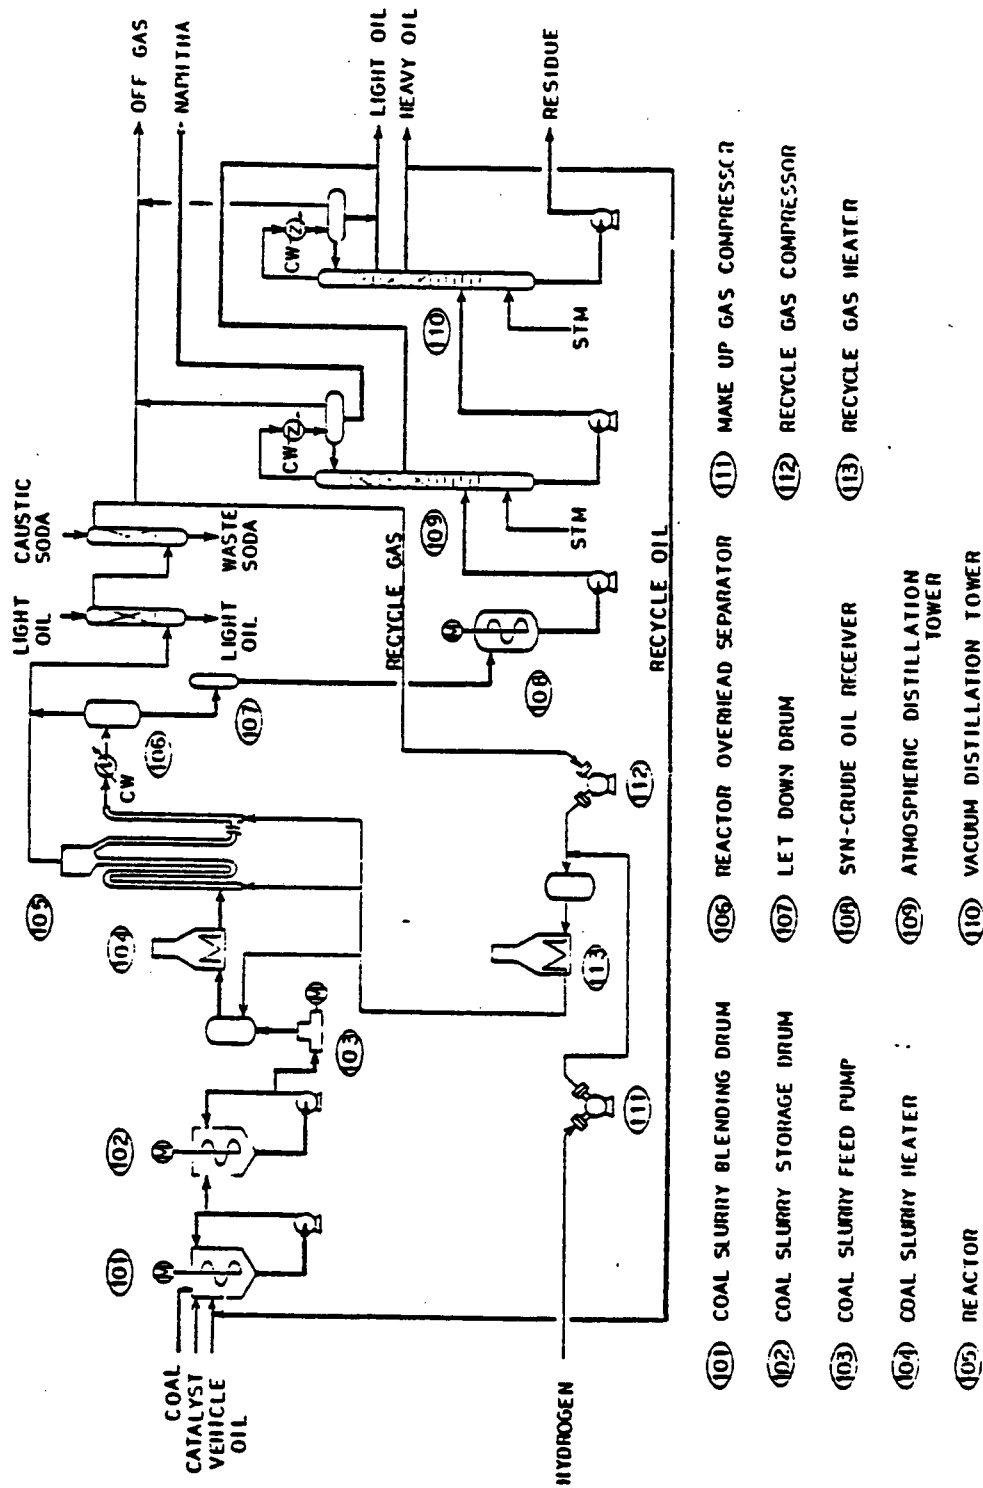 OFF GAS
NAPHTHA
LIGHT OIL
HEAVY OIL
RESIDUE
CAUSTIC
SODA
WASTE
SODA
LIGHT
OIL
LIGHT
OIL
CW
CW
CW
STM
STM
RECYCLE GAS
RECYCLE OIL
M
M
M
M
101
102
103
104
105
106
107
108
109
110
111
112
113
COAL
CATALYST
VEHICLE
OIL
HYDROGEN
101 COAL SLURRY BLENDING DRUM
102 COAL SLURRY STORAGE DRUM
103 COAL SLURRY FEED PUMP
104 COAL SLURRY HEATER
105 REACTOR
106 REACTOR OVERHEAD SEPARATOR
107 LET DOWN DRUM
108 SYN-CRUDE OIL RECEIVER
109 ATMOSPHERIC DISTILLATION
TOWER
110 VACUUM DISTILLATION TOWER
111 MAKE UP GAS COMPRESSOR
112 RECYCLE GAS COMPRESSOR
113 RECYCLE GAS HEATER